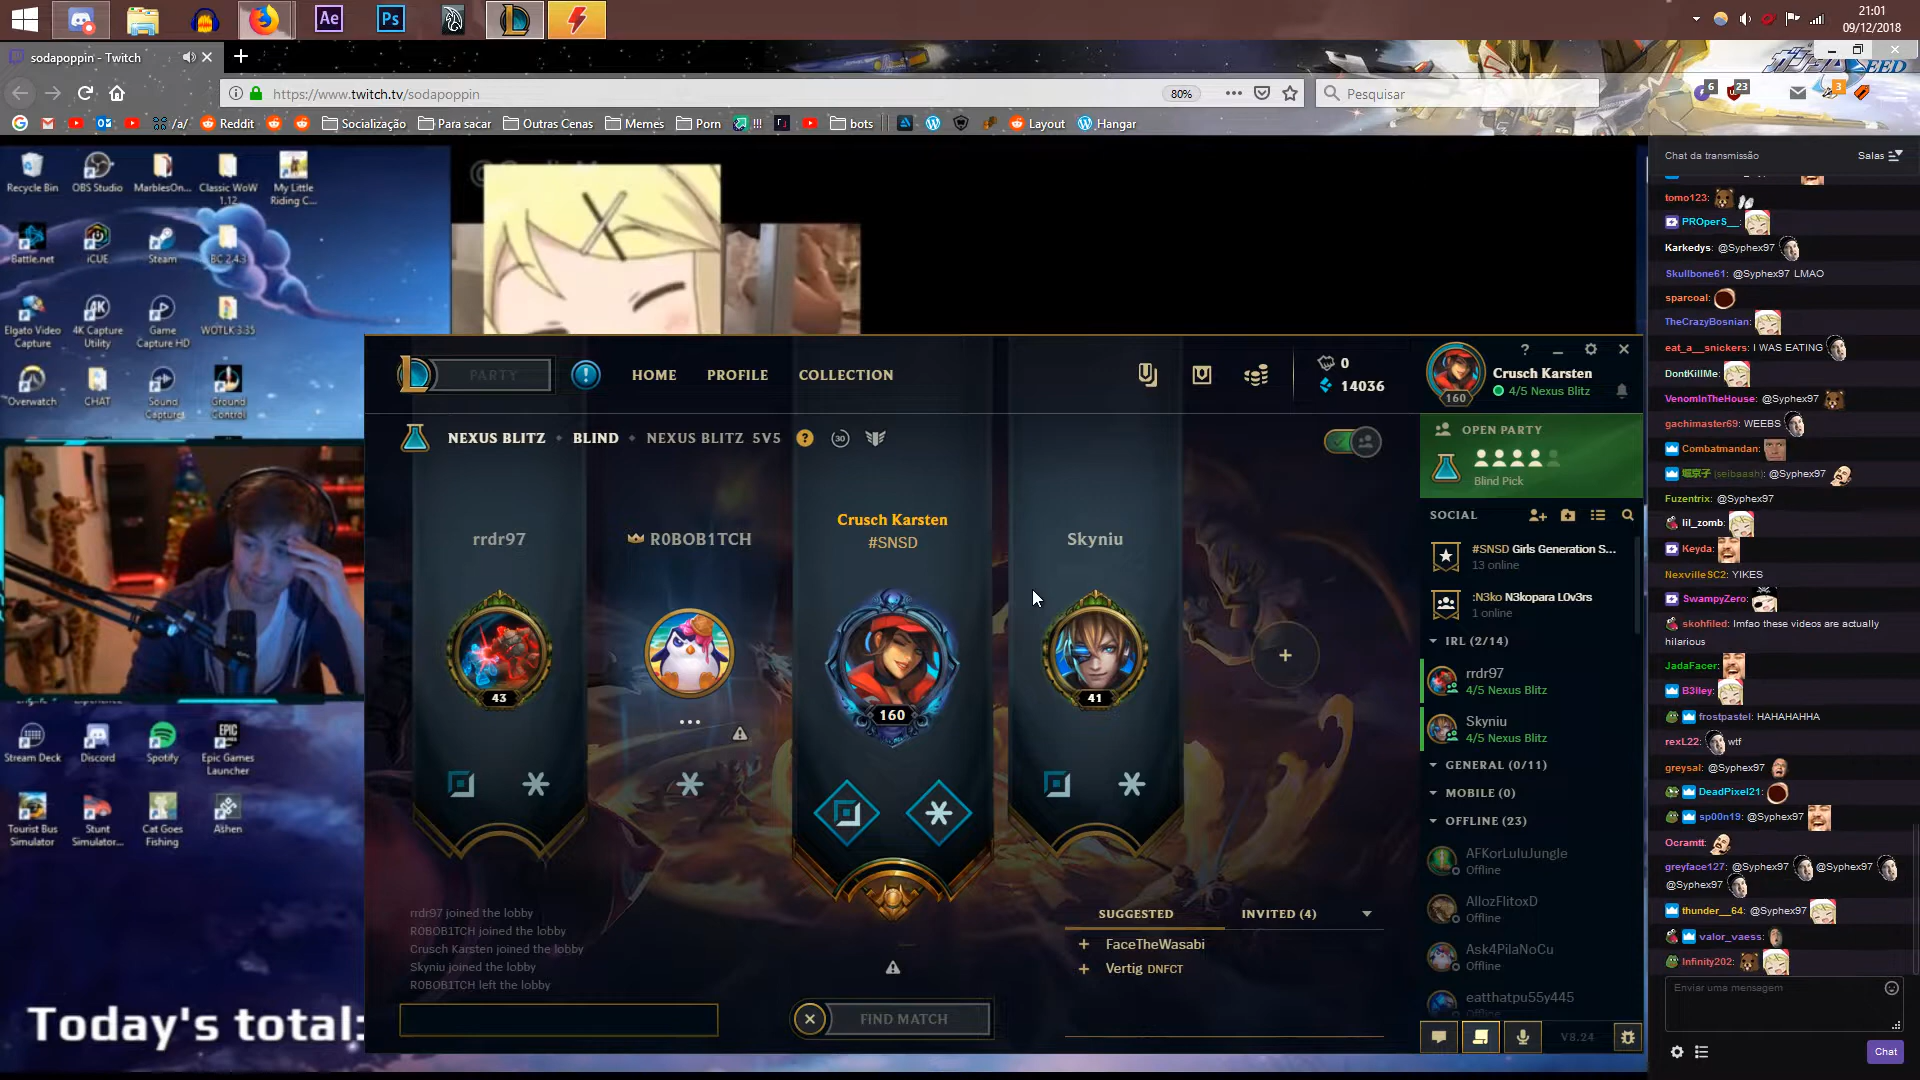 Ae
Ps
21:01
09/12/2018
sodapoppin - Twitch
https://www.twitch.tv/sodapoppin
80%
Pesquisar
6
23
3
/a/
Reddit
Socialização
Para sacar
Outras Cenas
Memes
Porn
!!!
bots
Layout
Hangar
Recycle Bin
OBS Studio
MarblesOn...
Classic WoW 1.12
My Little Riding C...
Battle.net
iCUE
Steam
BC 2.4.3
Elgato Video Capture
4K Capture Utility
Game Capture HD
WOTLK 3.35
Overwatch
CHAT
Sound Capture
Ground Control
Stream Deck
Discord
Spotify
Epic Games Launcher
Tourist Bus Simulator
Stunt Simulator...
Cat Goes Fishing
Ashen
Today's total:
PARTY
HOME
PROFILE
COLLECTION
0
14036
Crusch Karsten
4/5 Nexus Blitz
160
NEXUS BLITZ
BLIND
NEXUS BLITZ 5V5
30
rrdr97
43
R0BOB1TCH
...
Crusch Karsten
#SNSD
160
Skyniu
41
rrdr97 joined the lobby
R0BOB1TCH joined the lobby
Crusch Karsten joined the lobby
Skyniu joined the lobby
R0BOB1TCH left the lobby
FIND MATCH
SUGGESTED
INVITED (4)
FaceTheWasabi
Vertig DNFCT
OPEN PARTY
Blind Pick
SOCIAL
#SNSD Girls Generation S...
13 online
:N3ko N3kopara L0v3rs
1 online
IRL (2/14)
rrdr97
4/5 Nexus Blitz
Skyniu
4/5 Nexus Blitz
GENERAL (0/11)
MOBILE (0)
OFFLINE (23)
AFKorLuluJungle
Offline
AllozFlitoxD
Offline
Ask4PilaNoCu
Offline
eatthatpu55y445
V8.24
Chat da transmissão
Salas
tomo123:
PROperS__:
Karkedys: @Syphex97
Skullbone61: @Syphex97 LMAO
sparcoal:
TheCrazyBosnian:
eat_a__snickers: I WAS EATING
DontKillMe:
VenomInTheHouse: @Syphex97
gachimaster69: WEEBS
Combatmandan:
(seibaaah): @Syphex97
Fuzentrix: @Syphex97
lil_zomb:
Keyda:
NexvilleSC2: YIKES
SwampyZero:
skohfiled: lmfao these videos are actually
hilarious
JadaFacer:
B3lley:
frostpastel: HAHAHAHHA
rexL22: wtf
greysal: @Syphex97
DeadPixel21:
sp00n19: @Syphex97
Ocramtt:
greyface127: @Syphex97 @Syphex97
@Syphex97
thunder__64: @Syphex97
valor_vaess:
Infinity202:
Enviar uma mensagem
Chat